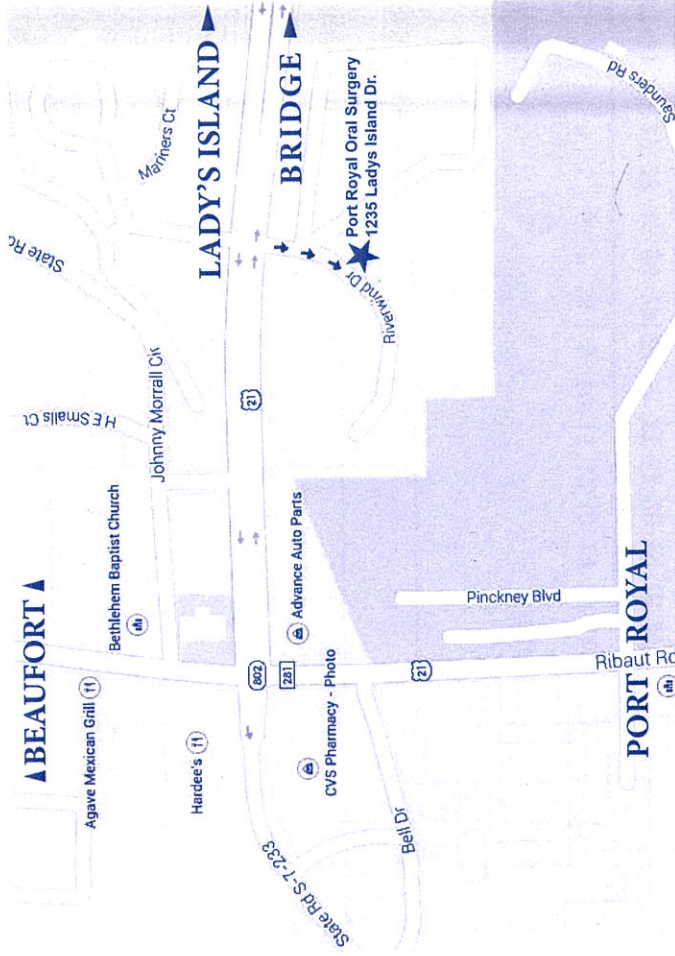 BEAUFORT
Agave Mexican Grill
Bethlehem Baptist Church
Hardee's
H E Smalls Ct
Johnny Morrall Cir
State Rd
Mariners Ct
LADY'S ISLAND
BRIDGE
802
281
21
State Rd S-7-233
CVS Pharmacy - Photo
Advance Auto Parts
Port Royal Oral Surgery
1235 Ladys Island Dr.
Riverwind Dr
Bell Dr
21
Pinckney Blvd
Saunders Rd
Ribaut Rd
PORT ROYAL